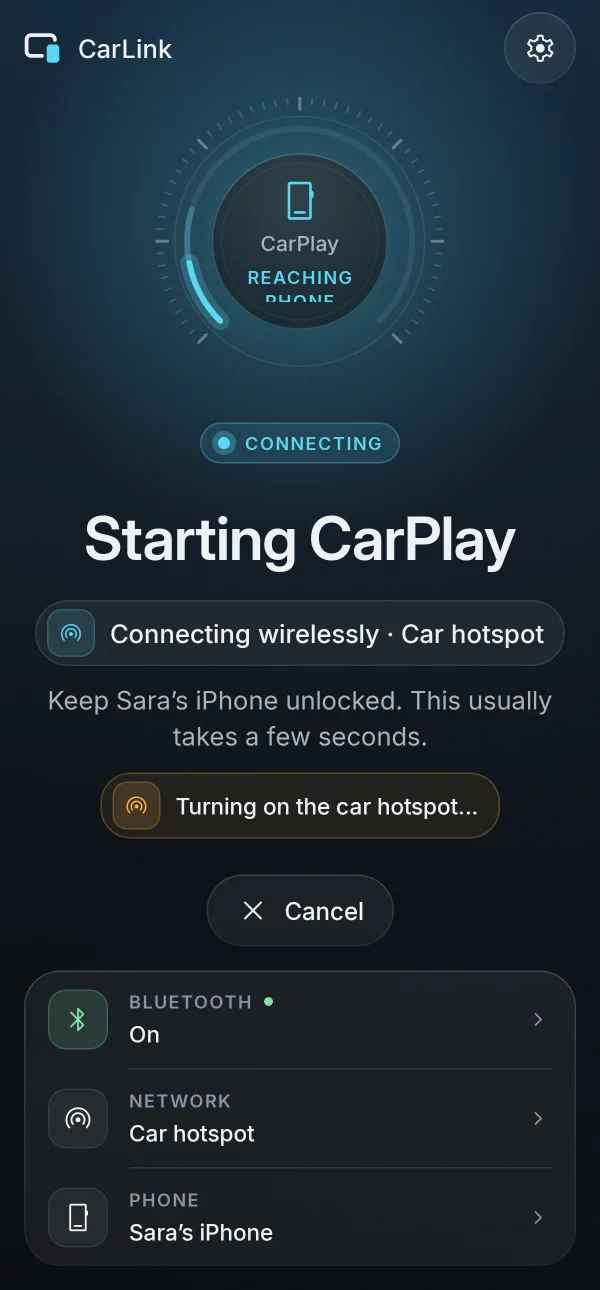 CarLink
CarPlay
REACHING
PHONE
CONNECTING
Starting CarPlay
Connecting wirelessly · Car hotspot
Keep Sara’s iPhone unlocked. This usually
takes a few seconds.
Turning on the car hotspot...
Cancel
BLUETOOTH
On
NETWORK
Car hotspot
PHONE
Sara’s iPhone